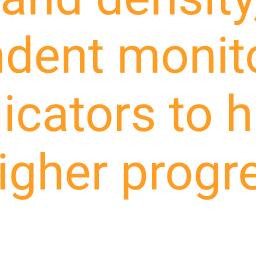 and density,
ndent monito
icators to h
igher progre